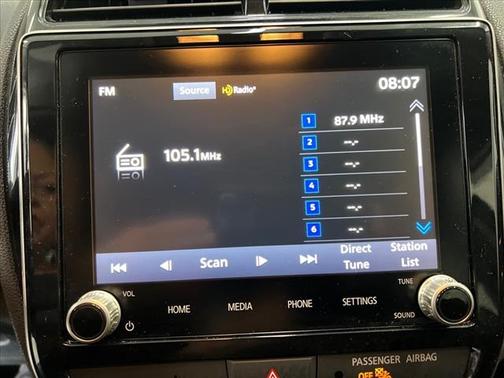 FM Source HD Radio® 08:07
1 87.9 MHz
2 --.-
105.1MHz
3 --.-
4 --.-
5 --.-
6 --.-
Scan Direct Tune Station List
VOL HOME MEDIA PHONE SETTINGS TUNE
SOUND
PASSENGER AIRBAG
OFF